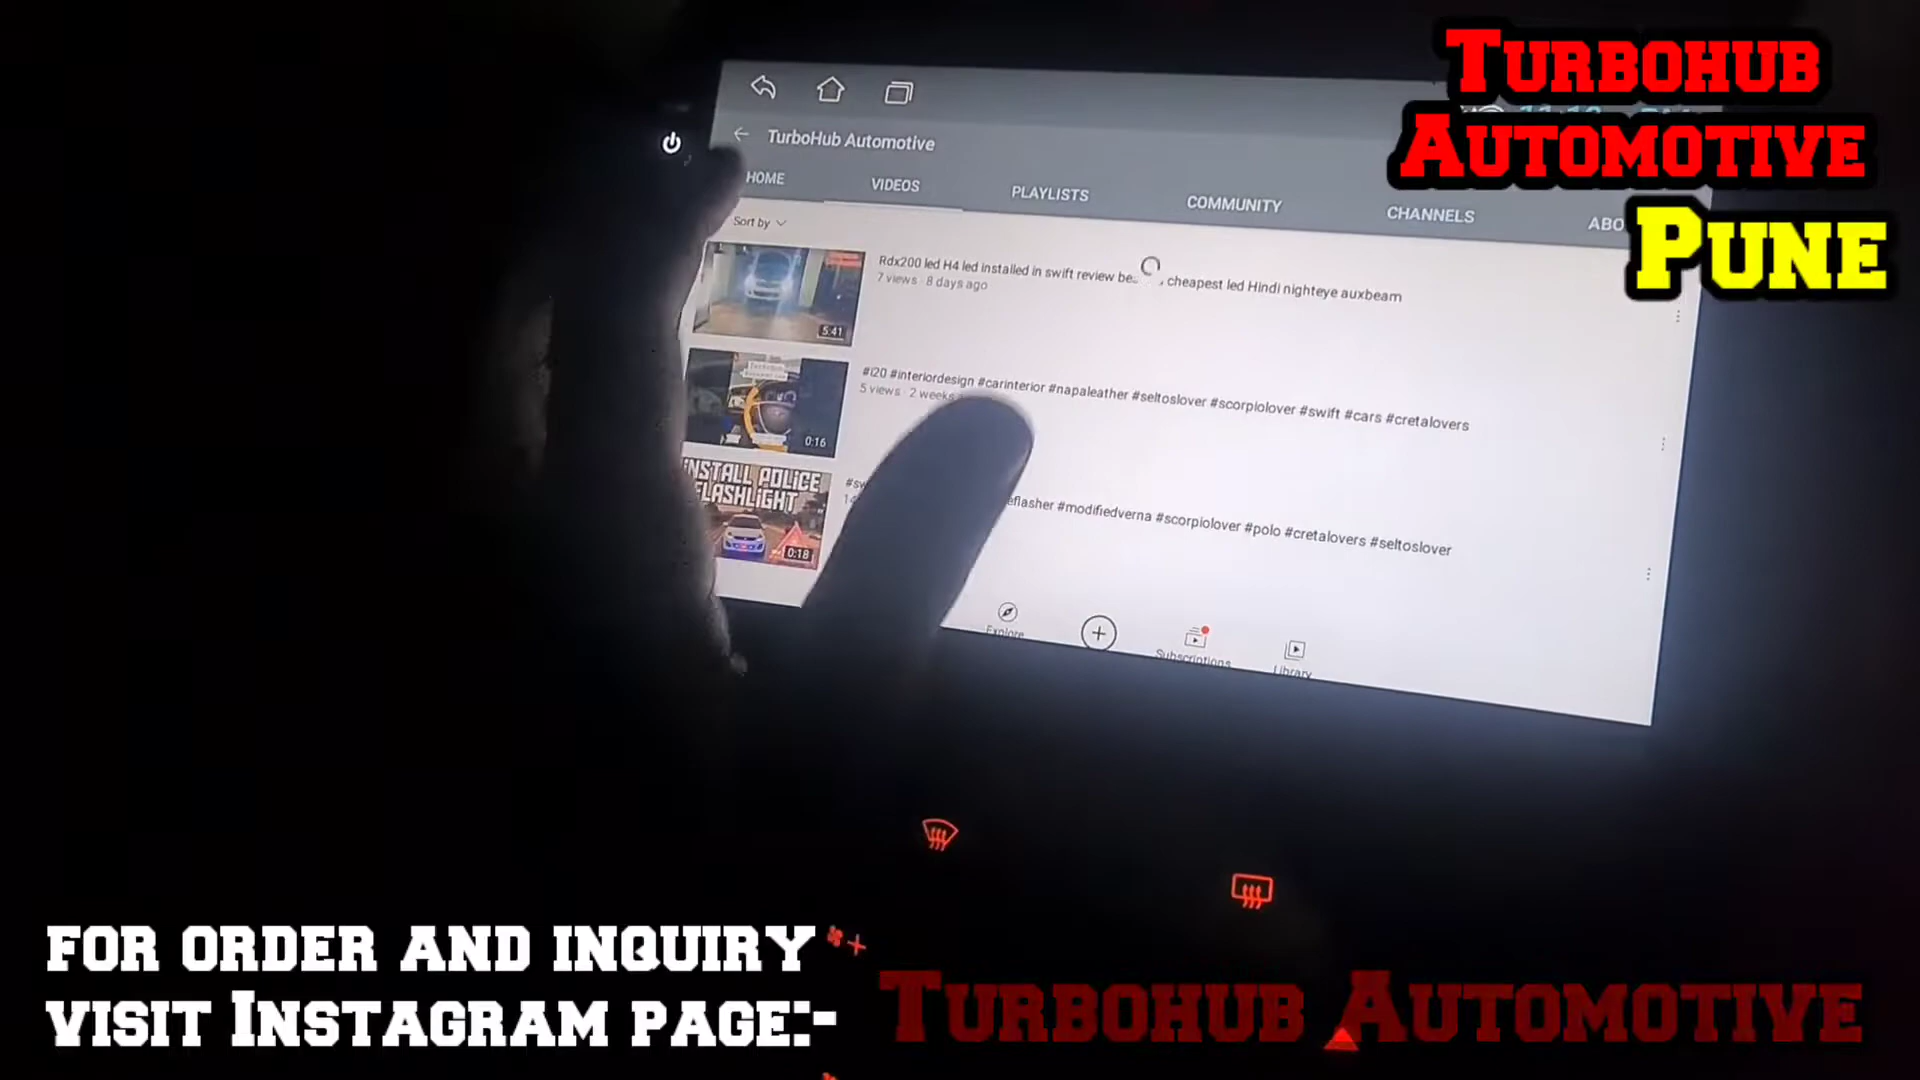 Turbohub
Automotive
Pune
TurboHub Automotive
HOME
VIDEOS
PLAYLISTS
COMMUNITY
CHANNELS
Sort by
Rdx200 led H4 led installed in swift review cheapest led Hindi nighteye auxbeam
7 views · 8 days ago
5:41
#i20 #interiordesign #carinterior #napaleather #seltoslover #scorpiolover #swift #cars #cretalovers
5 views · 2 weeks
0:16
INSTALL POLICE
FLASHLIGHT
0:18
#modifiedverna #scorpiolover #polo #cretalovers #seltoslover
Explore
Subscriptions
Library
FOR ORDER AND INQUIRY
VISIT INSTAGRAM PAGE:-
Turbohub Automotive